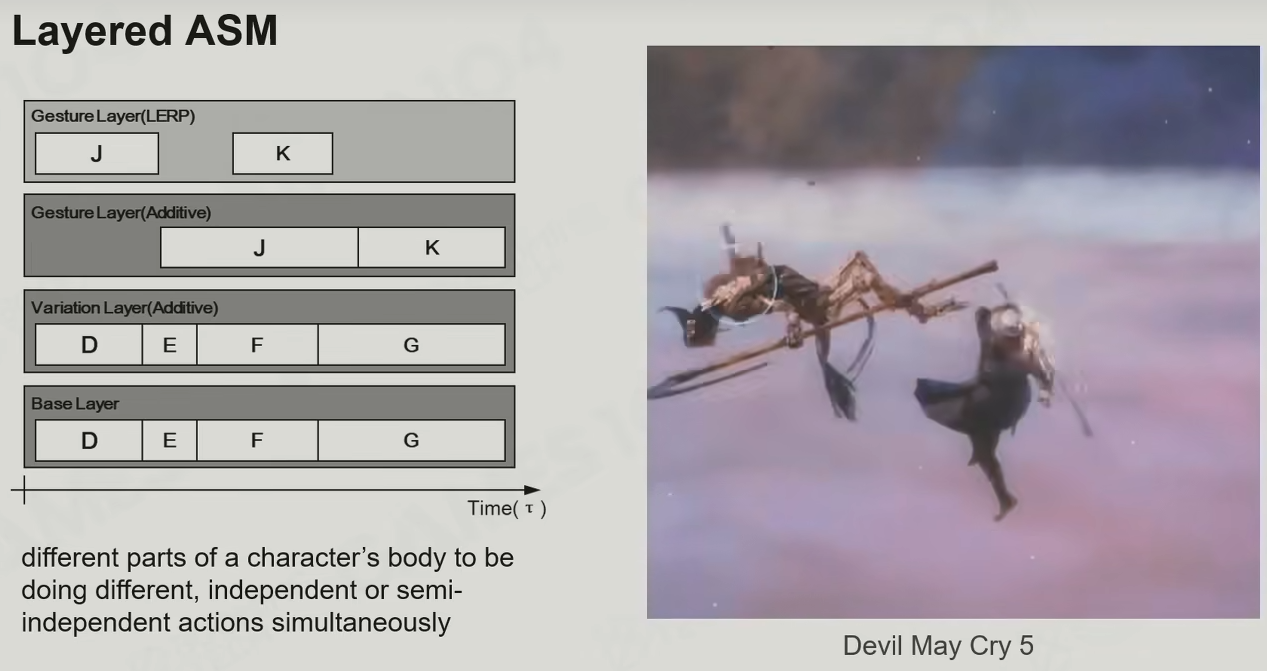 Layered ASM
Gesture Layer(LERP)
J K
Gesture Layer(Additive)
J K
Variation Layer(Additive)
D E F G
Base Layer
D E F G
Time( τ )
different parts of a character’s body to be
doing different, independent or semi-
independent actions simultaneously
Devil May Cry 5